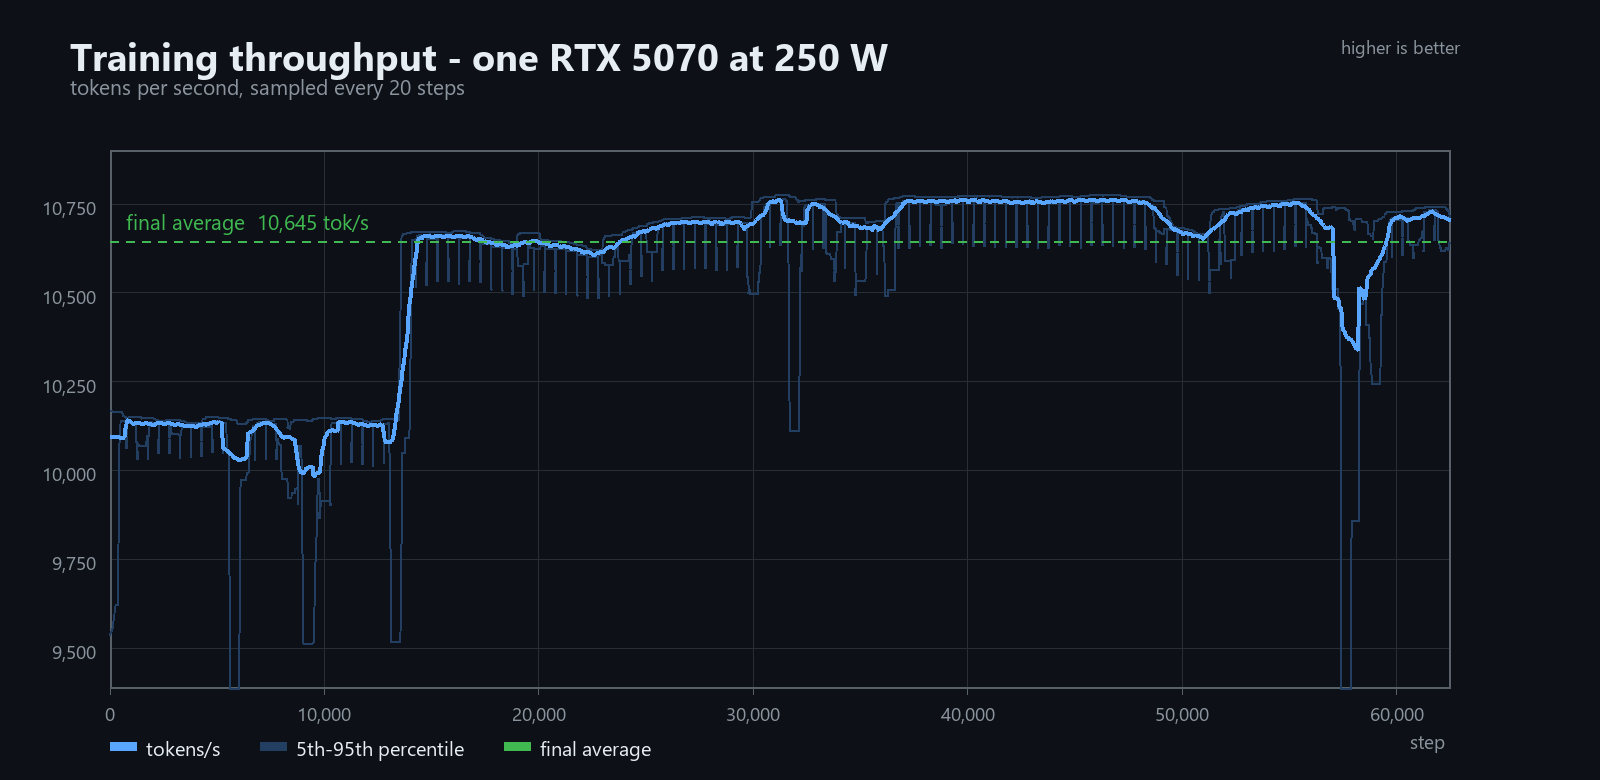 Training throughput - one RTX 5070 at 250 W
higher is better
tokens per second, sampled every 20 steps
10,750
final average 10,645 tok/s
10,500
10,250
10,000
9,750
9,500
0 10,000 20,000 30,000 40,000 50,000 60,000
step
tokens/s 5th-95th percentile final average